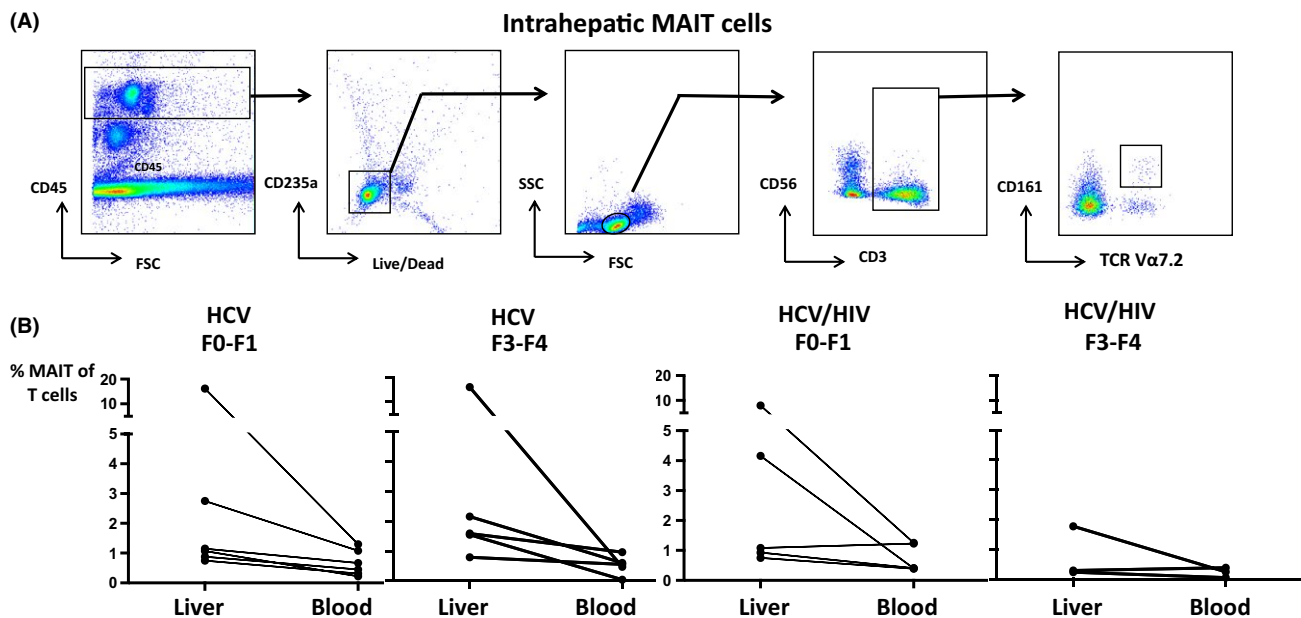 (A)
Intrahepatic MAIT cells
CD45
CD45
FSC
CD235a
Live/Dead
SSC
FSC
CD56
CD3
CD161
TCR Vα7.2
(B)
HCV
F0-F1
HCV
F3-F4
HCV/HIV
F0-F1
HCV/HIV
F3-F4
% MAIT of
T cells
20
10
5
4
3
2
1
0
20
10
5
4
3
2
1
0
Liver Blood
Liver Blood
Liver Blood
Liver Blood